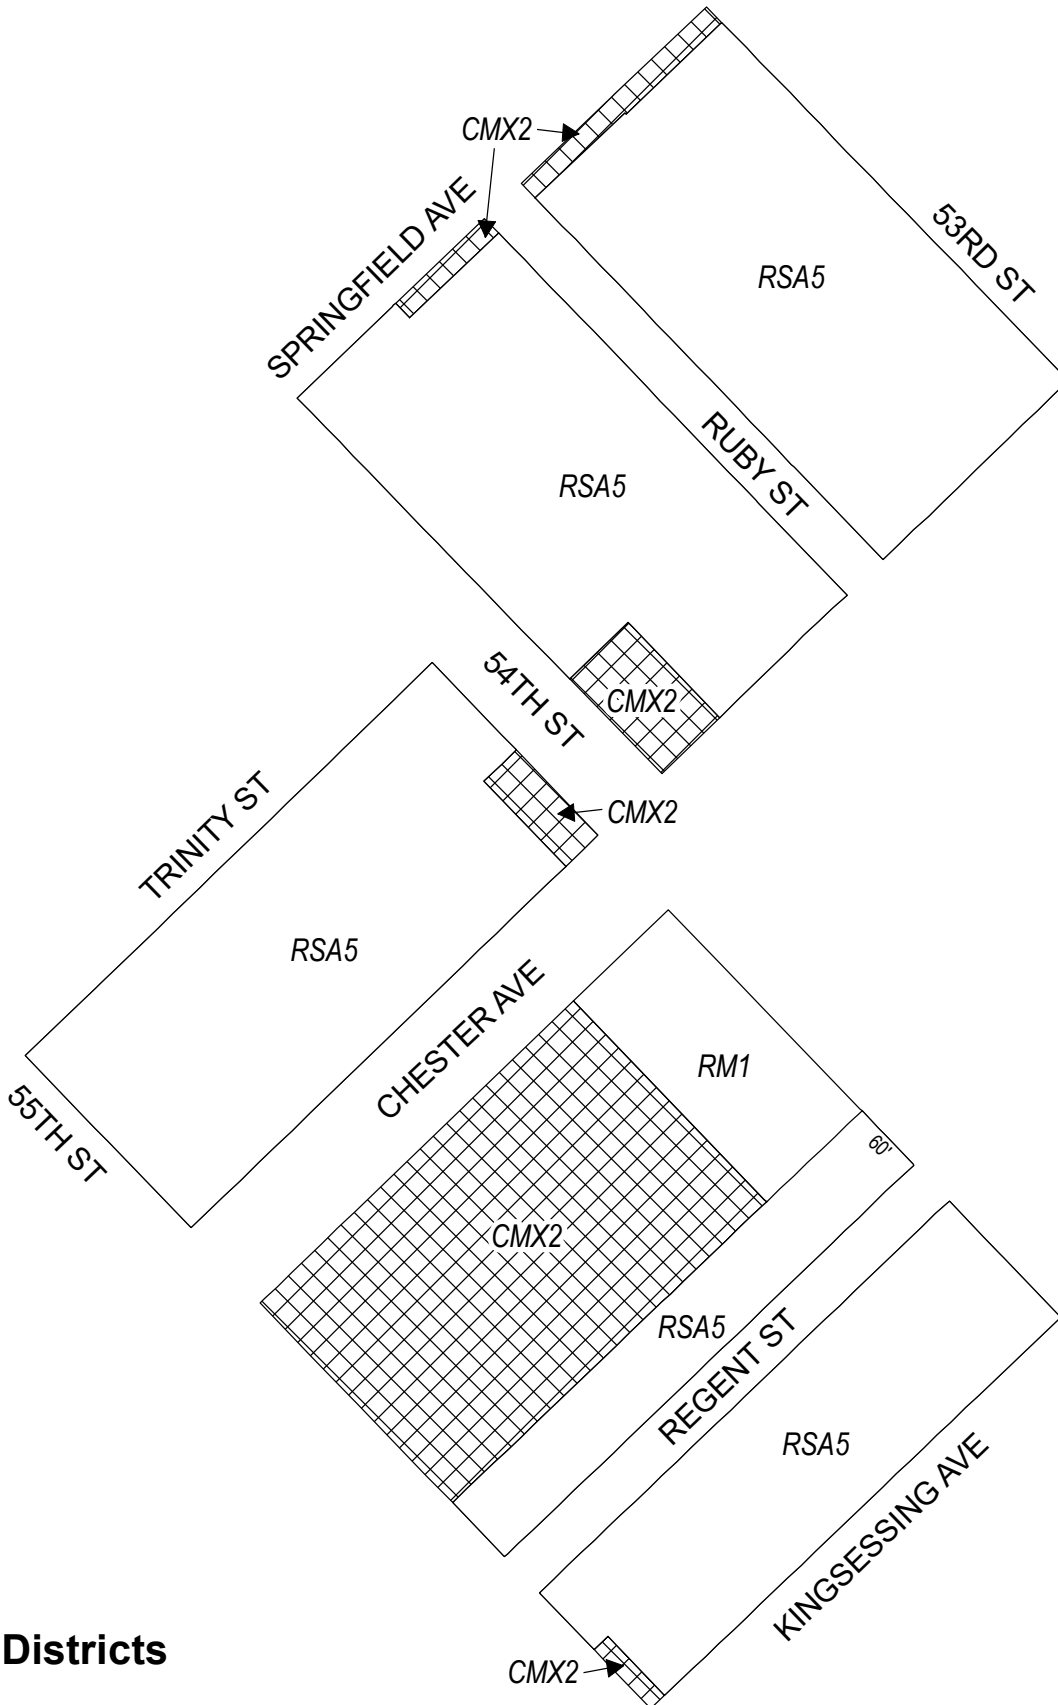 CMX2
SPRINGFIELD AVE
53RD ST
RSA5
RUBY ST
RSA5
54TH ST
CMX2
TRINITY ST
CMX2
RSA5
CHESTER AVE
RM1
55TH ST
60'
CMX2
RSA5
REGENT ST
RSA5
KINGSESSING AVE
Districts
CMX2